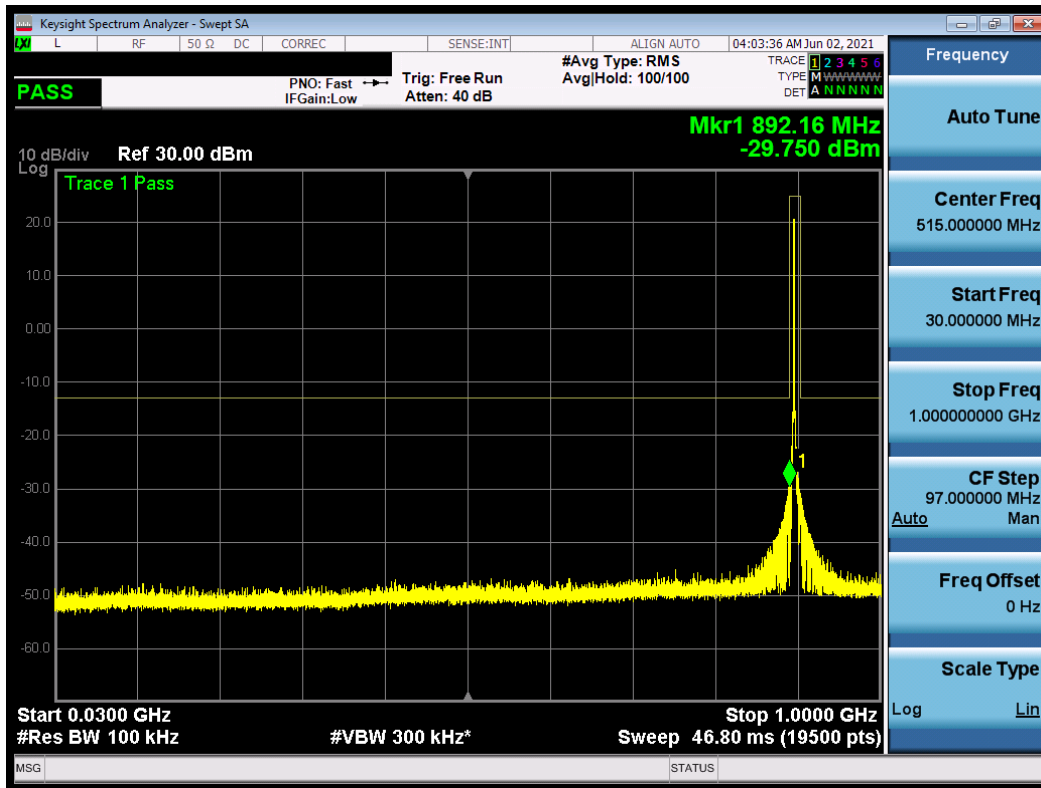 Keysight Spectrum Analyzer - Swept SA
LXI L RF 50 Ω DC CORREC SENSE:INT ALIGN AUTO 04:03:36 AM Jun 02, 2021
PASS
PNO: Fast
IFGain:Low
Trig: Free Run
Atten: 40 dB
#Avg Type: RMS
Avg|Hold: 100/100
TRACE 1 2 3 4 5 6
TYPE M WWWWW
DET A N N N N N
Mkr1 892.16 MHz
-29.750 dBm
10 dB/div Ref 30.00 dBm
Log
Trace 1 Pass
20.0
10.0
0.00
-10.0
-20.0
-30.0
-40.0
-50.0
-60.0
1
Start 0.0300 GHz Stop 1.0000 GHz
#Res BW 100 kHz #VBW 300 kHz* Sweep 46.80 ms (19500 pts)
MSG STATUS
Frequency
Auto Tune
Center Freq
515.000000 MHz
Start Freq
30.000000 MHz
Stop Freq
1.000000000 GHz
CF Step
97.000000 MHz
Auto Man
Freq Offset
0 Hz
Scale Type
Log Lin